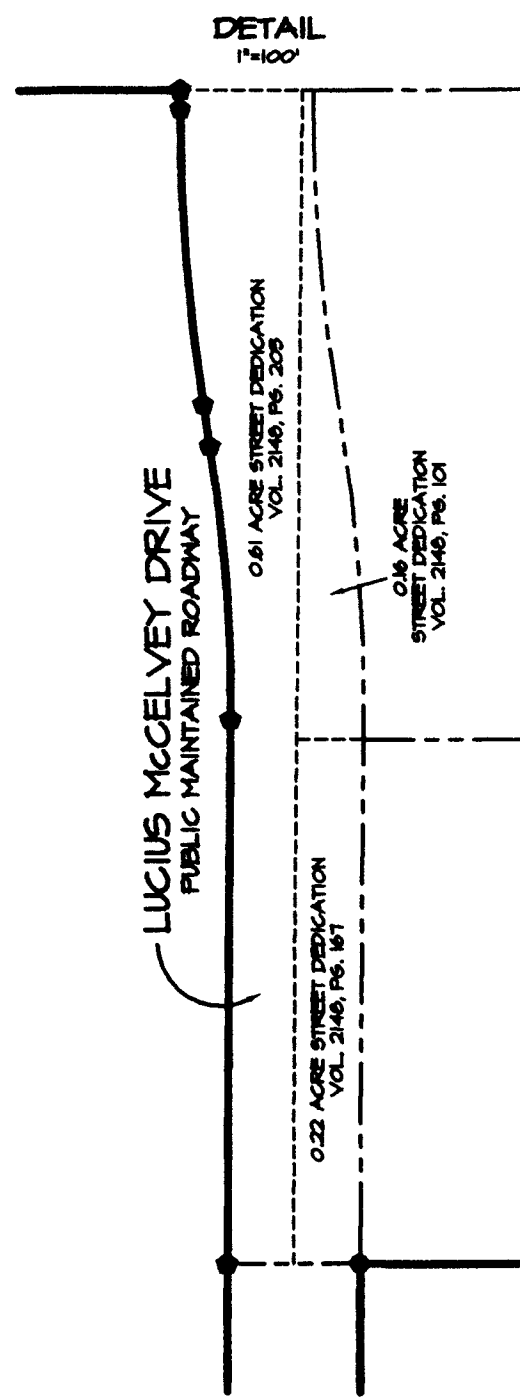 DETAIL
1"=100'
0.61 ACRE STREET DEDICATION
VOL. 2148, PG. 205
LUCIUS McCELVEY DRIVE
PUBLIC MAINTAINED ROADWAY
0.16 ACRE
STREET DEDICATION
VOL. 2148, PG. 101
0.22 ACRE STREET DEDICATION
VOL. 2148, PG. 167